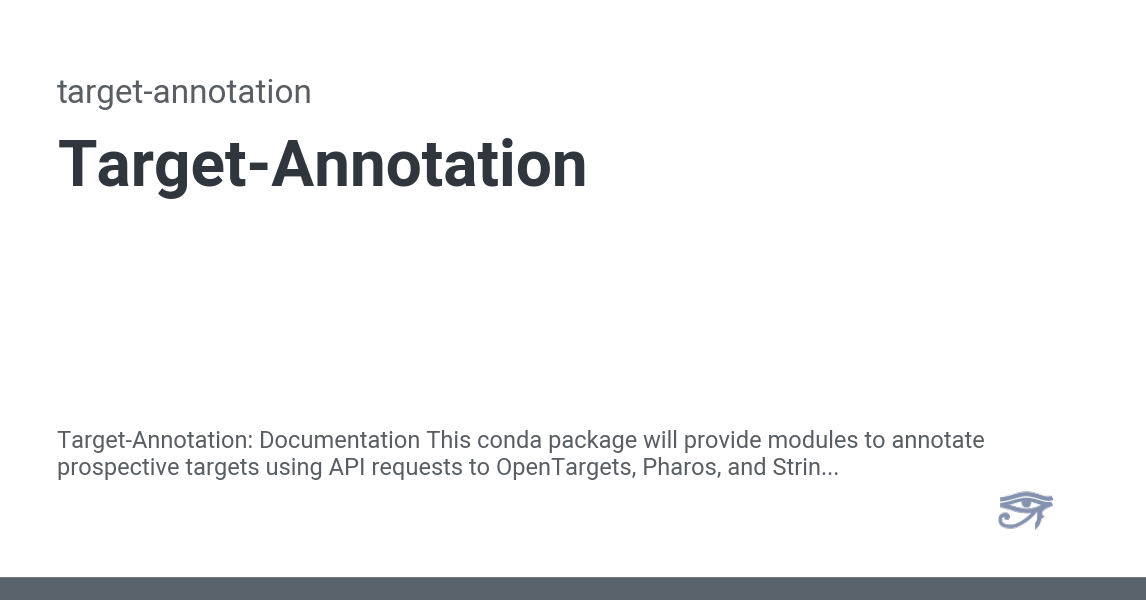 target-annotation
Target-Annotation
Target-Annotation: Documentation This conda package will provide modules to annotate
prospective targets using API requests to OpenTargets, Pharos, and Strin...